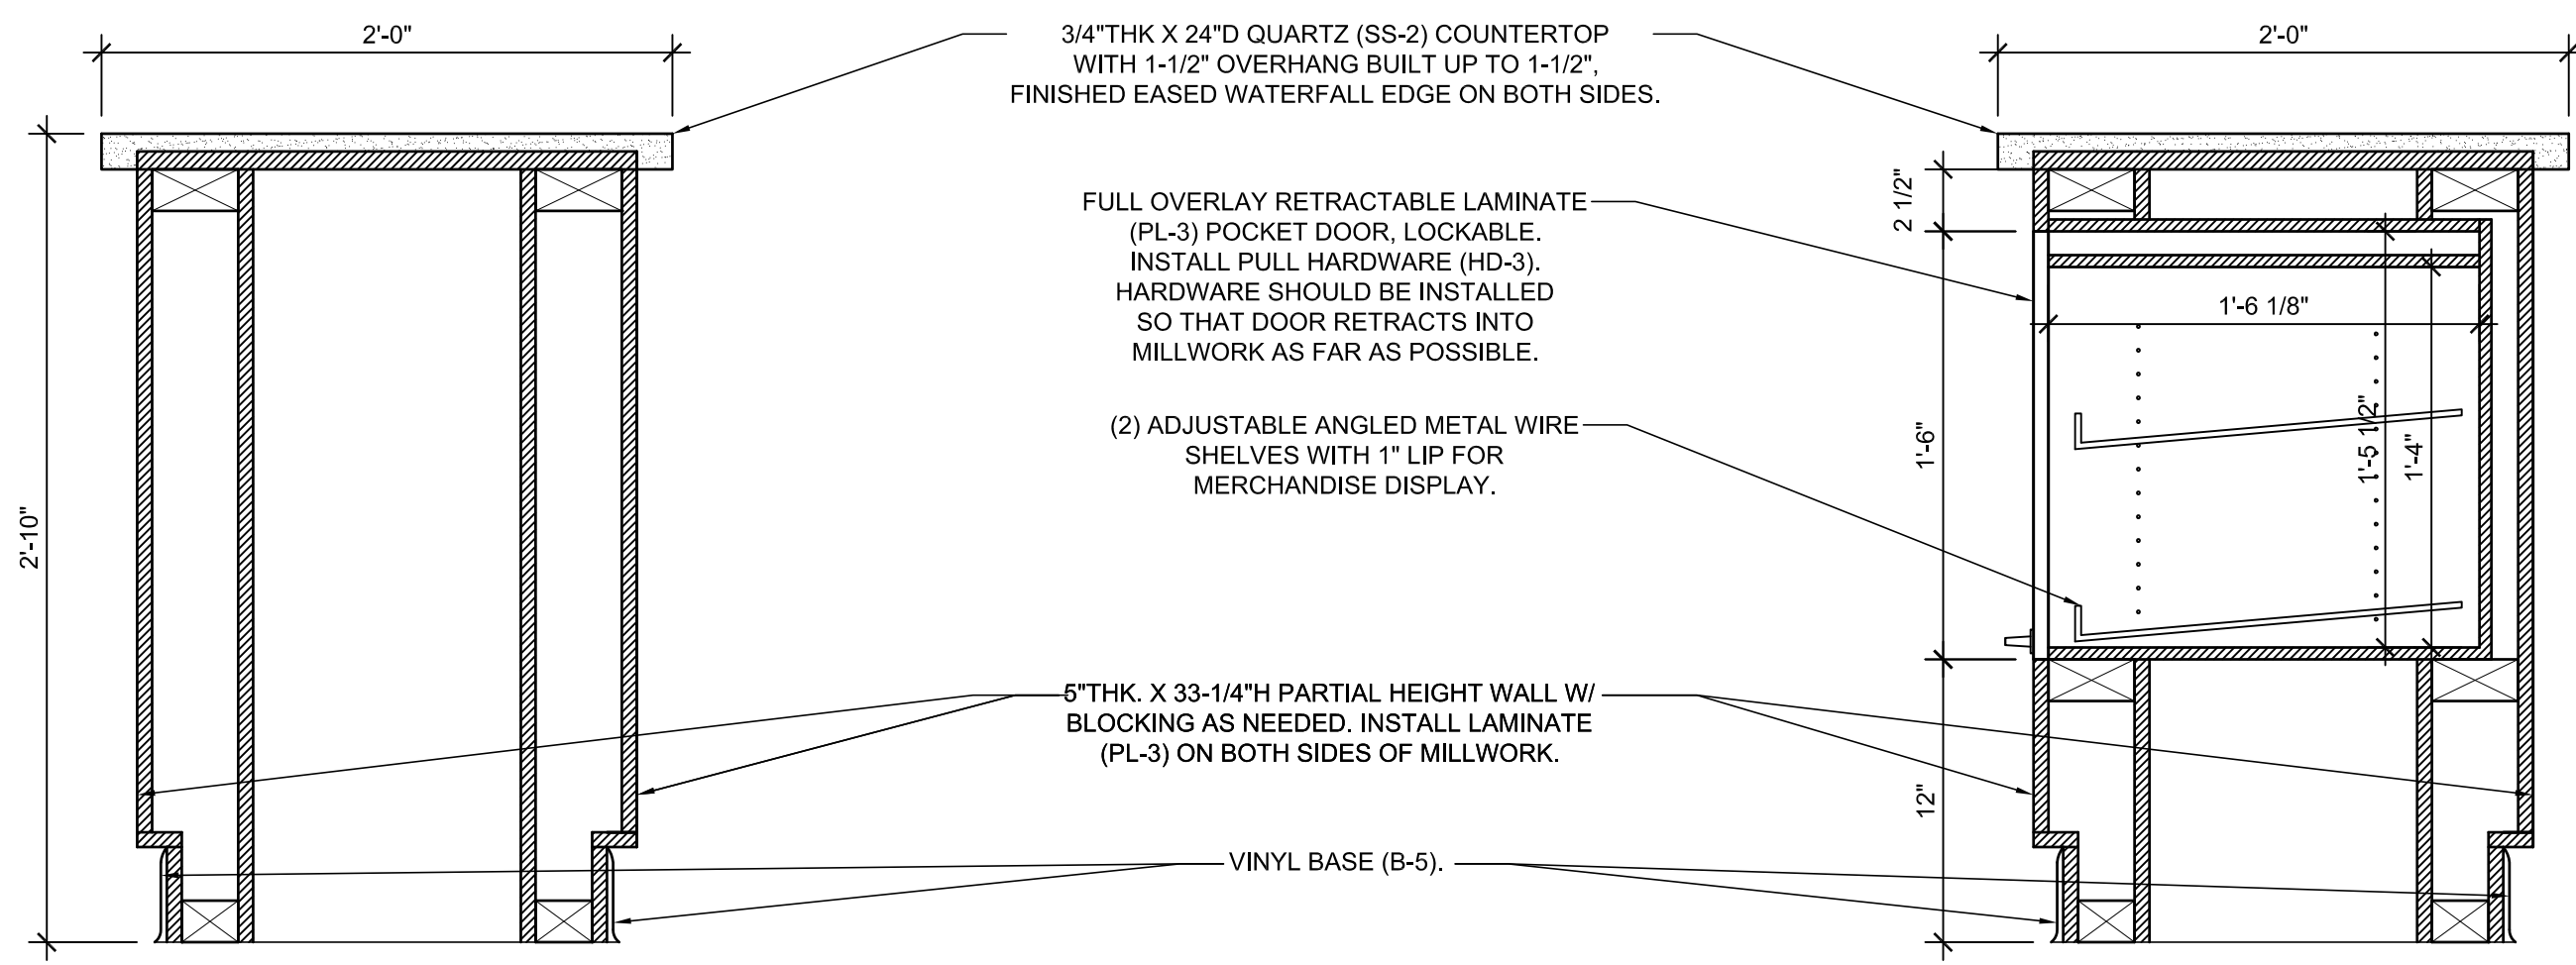 2'-0"
3/4"THK X 24"D QUARTZ (SS-2) COUNTERTOP
WITH 1-1/2" OVERHANG BUILT UP TO 1-1/2",
FINISHED EASED WATERFALL EDGE ON BOTH SIDES.
2'-0"
2'-10"
FULL OVERLAY RETRACTABLE LAMINATE
(PL-3) POCKET DOOR, LOCKABLE.
INSTALL PULL HARDWARE (HD-3).
HARDWARE SHOULD BE INSTALLED
SO THAT DOOR RETRACTS INTO
MILLWORK AS FAR AS POSSIBLE.
(2) ADJUSTABLE ANGLED METAL WIRE
SHELVES WITH 1" LIP FOR
MERCHANDISE DISPLAY.
5"THK. X 33-1/4"H PARTIAL HEIGHT WALL W/
BLOCKING AS NEEDED. INSTALL LAMINATE
(PL-3) ON BOTH SIDES OF MILLWORK.
VINYL BASE (B-5).
2 1/2"
1'-6"
12"
1'-6 1/8"
1'-5 1/2"
1'-4"